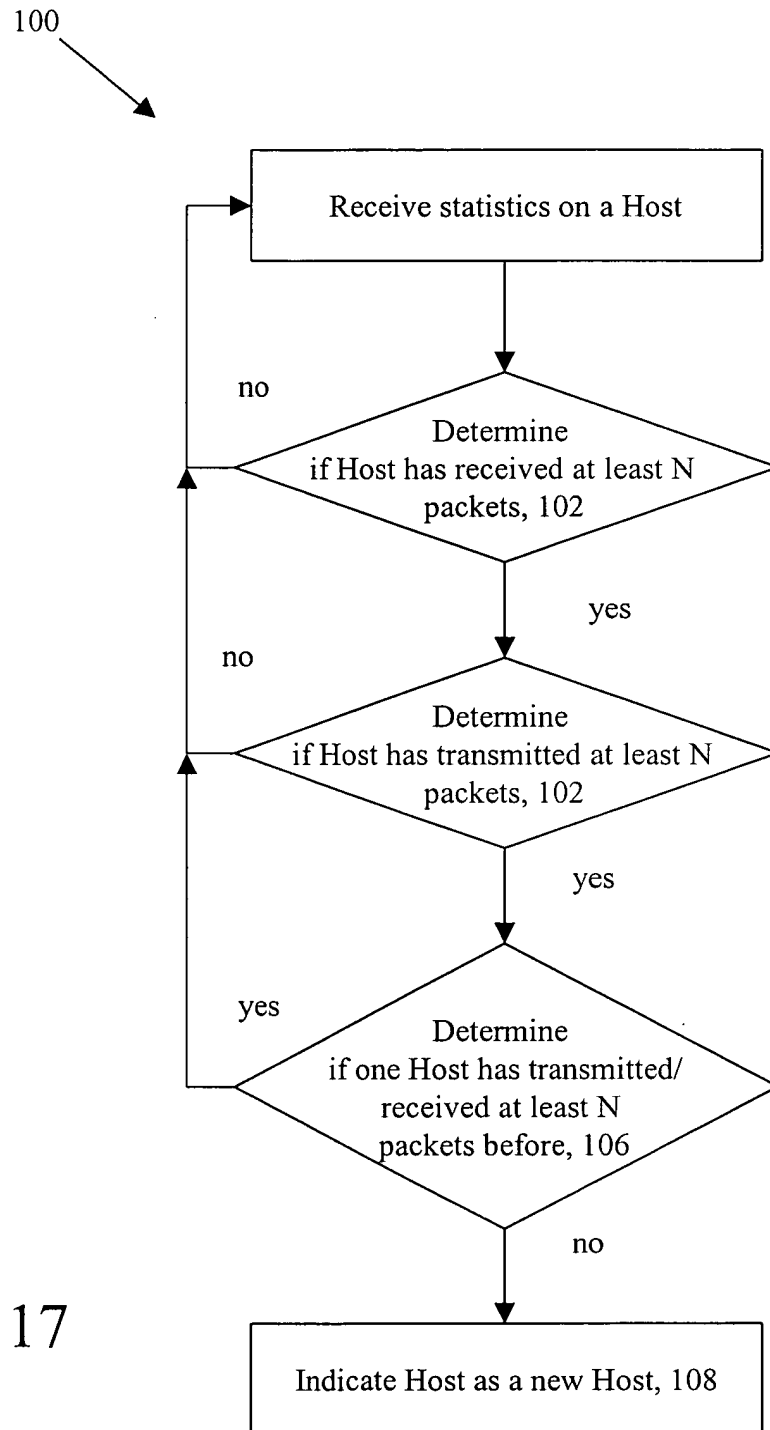 100
Receive statistics on a Host
no
Determine
if Host has received at least N
packets, 102
yes
no
Determine
if Host has transmitted at least N
packets, 102
yes
yes
Determine
if one Host has transmitted/
received at least N
packets before, 106
no
17
Indicate Host as a new Host, 108